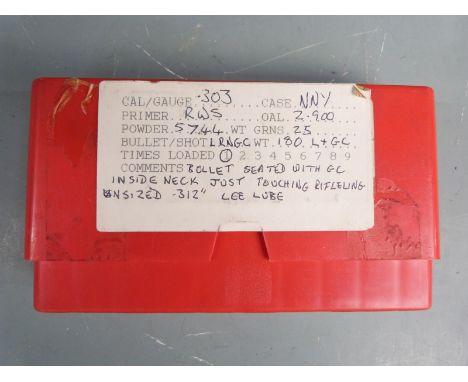 CAL/GAUGE .303 CASE. NNY
PRIMER.. RWS OAL. 2.900
POWDER. 5744 WT GRNS. 25
BULLET/SHOT LRNGC WT. 180. L+GC
TIMES LOADED 1 2 3 4 5 6 7 8 9
COMMENTS BULLET SEATED WITH GC
INSIDE NECK JUST TOUCHING RIFLELING
UNSIZED .312" LEE LUBE